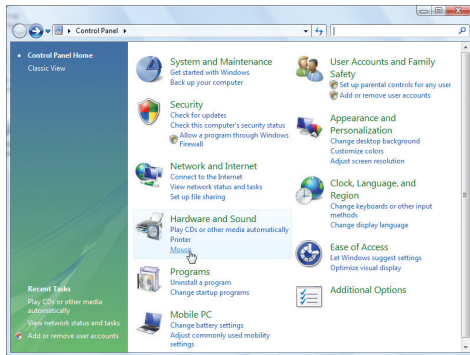 Control Panel
Control Panel Home
Classic View
Recent Tasks
Play CDs or other media
automatically
View network status and tasks
Add or remove user accounts
System and Maintenance
Get started with Windows
Back up your computer
Security
Check for updates
Check this computer's security status
Allow a program through Windows
Firewall
Network and Internet
Connect to the Internet
View network status and tasks
Set up file sharing
Hardware and Sound
Play CDs or other media automatically
Printer
Mouse
Programs
Uninstall a program
Change startup programs
Mobile PC
Change battery settings
Adjust commonly used mobility
settings
User Accounts and Family
Safety
Set up parental controls for any user
Add or remove user accounts
Appearance and
Personalization
Change desktop background
Customize colors
Adjust screen resolution
Clock, Language, and
Region
Change keyboards or other input
methods
Change display language
Ease of Access
Let Windows suggest settings
Optimize visual display
Additional Options